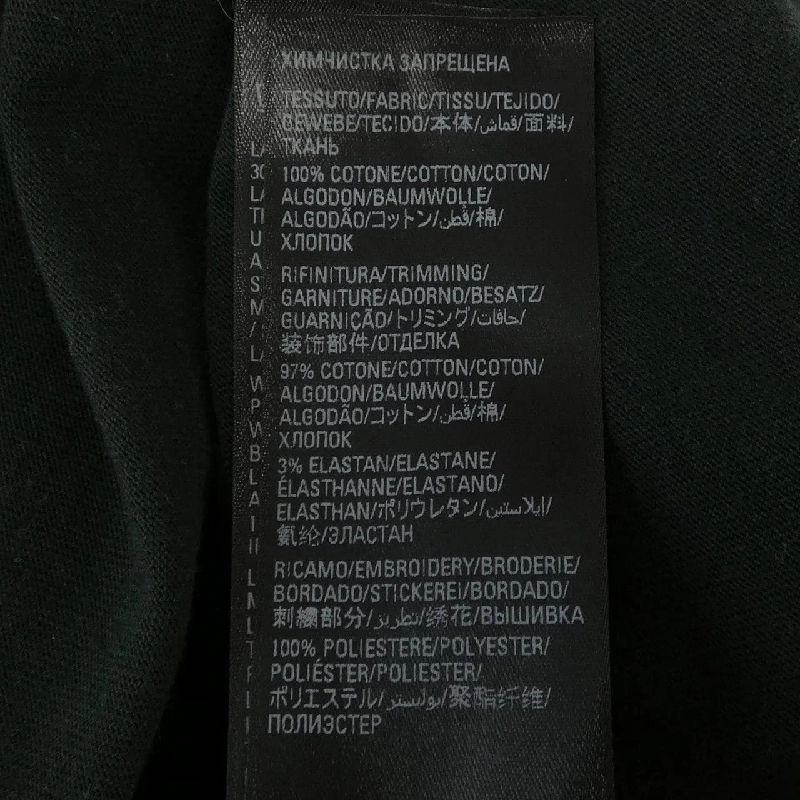 ХИМЧИСТКА ЗАПРЕЩЕНА
TESSUTO/FABRIC/TISSU/TEJIDO/
GEWEBE/TECIDO/本体/قماش/面料/
ТКАНЬ
100% COTONE/COTTON/COTON/
ALGODON/BAUMWOLLE/
ALGODÃO/コットン/قطن/棉/
ХЛОПОК
RIFINITURA/TRIMMING/
GARNITURE/ADORNO/BESATZ/
GUARNIÇÃO/トリミング/حافات/
装饰部件/ОТДЕЛКА
97% COTONE/COTTON/COTON/
ALGODON/BAUMWOLLE/
ALGODÃO/コットン/قطن/棉/
ХЛОПОК
3% ELASTAN/ELASTANE/
ÉLASTHANNE/ELASTANO/
ELASTHAN/ポリウレタン/إيلاستين/
氨纶/ЭЛАСТАН
RICAMO/EMBROIDERY/BRODERIE/
BORDADO/STICKEREI/BORDADO/
刺繍部分/تطريز/绣花/ВЫШИВКА
100% POLIESTERE/POLYESTER/
POLIÉSTER/POLIESTER/
ポリエステル/بوليستر/聚酯纤维/
ПОЛИЭСТЕР